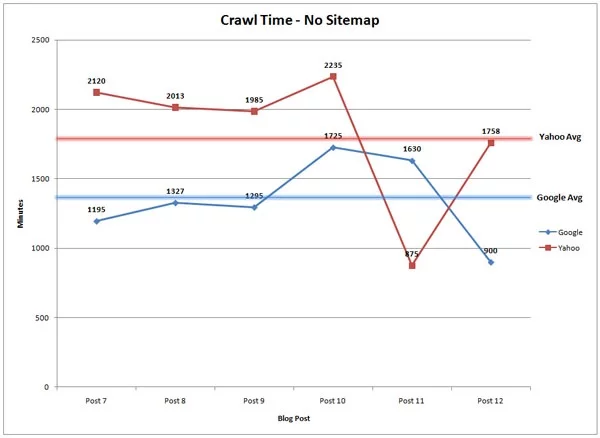 Crawl Time - No Sitemap
2500
2000
1500
1000
500
0
Minutes
2120
2013
1985
2235
875
1758
1195
1327
1295
1725
1630
900
Yahoo Avg
Google Avg
Google
Yahoo
Post 7
Post 8
Post 9
Post 10
Post 11
Post 12
Blog Post